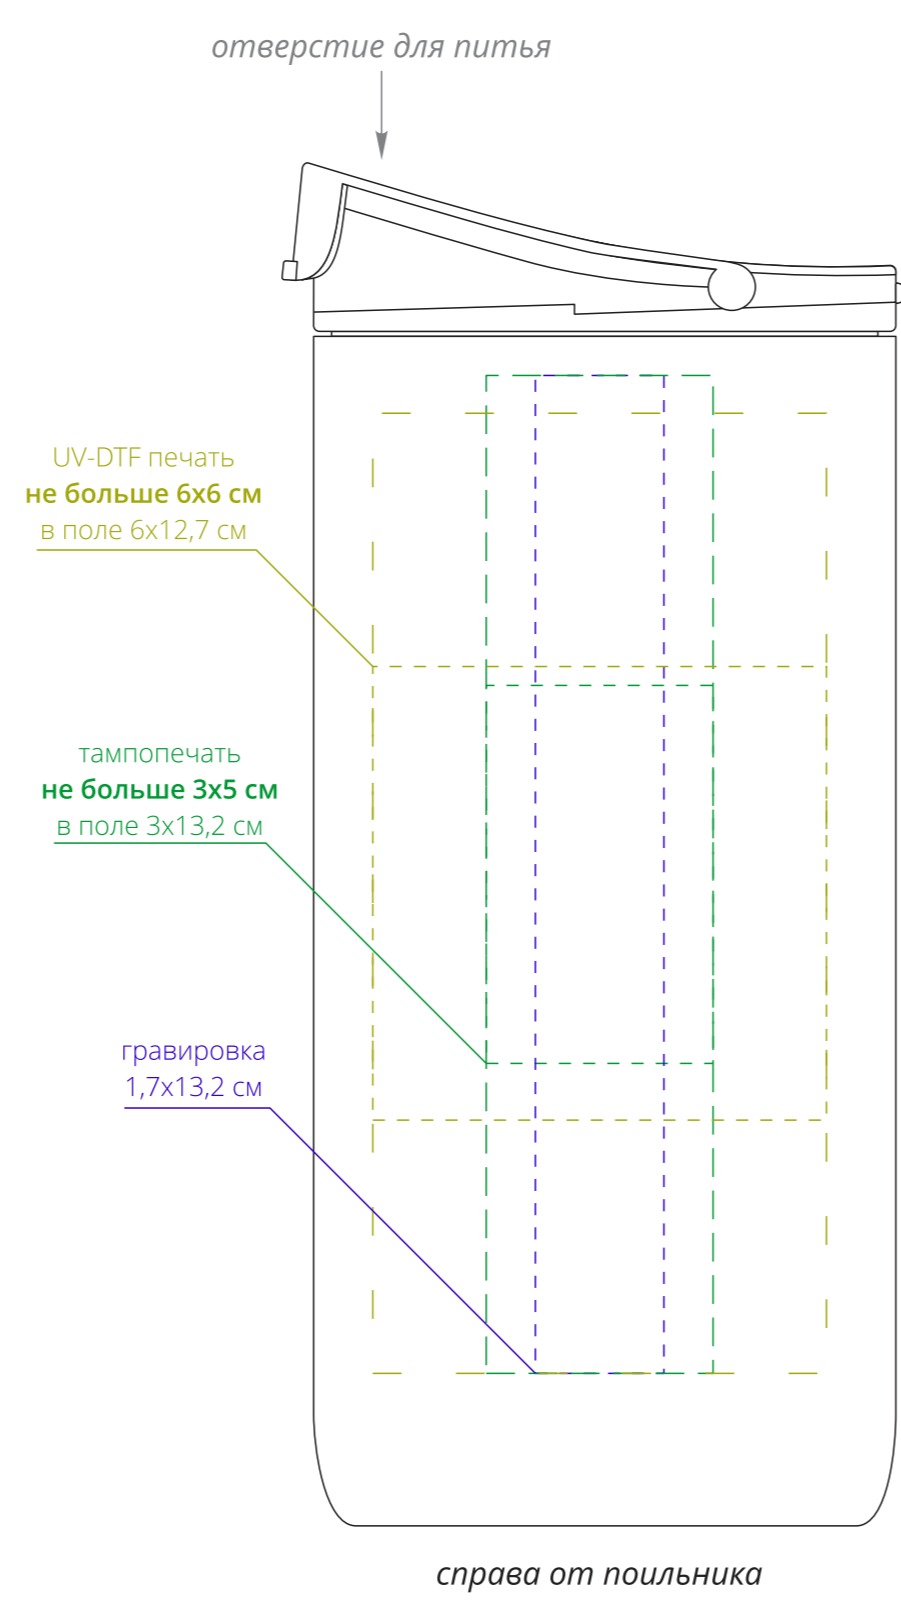 отверстие для питья
UV-DTF печать
не больше 6х6 см
в поле 6х12,7 см
тампопечать
не больше 3х5 см
в поле 3х13,2 см
гравировка
1,7х13,2 см
справа от поильника